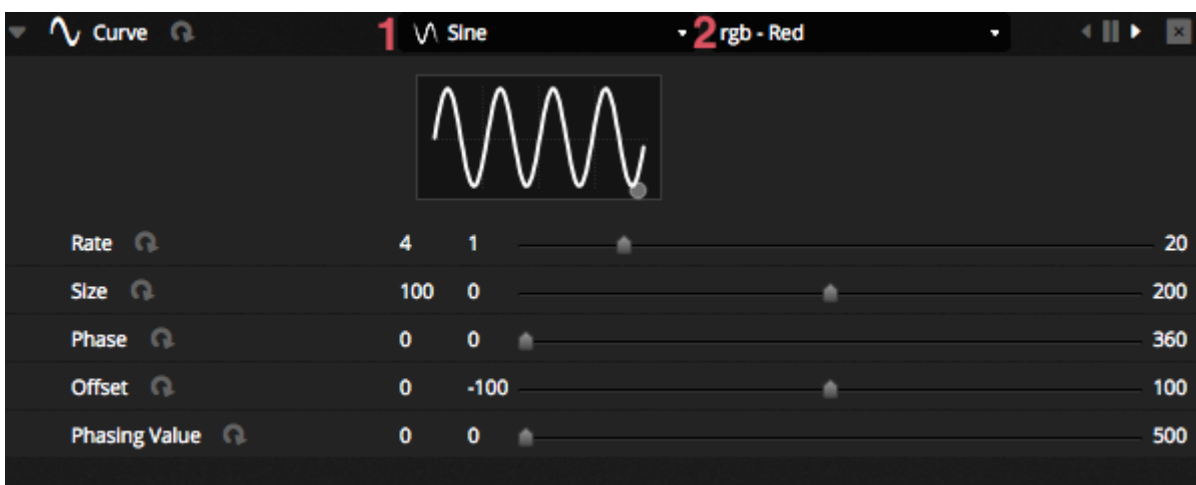 Curve 1 Sine 2 rgb - Red
Rate 4 1 20
Size 100 0 200
Phase 0 0 360
Offset 0 -100 100
Phasing Value 0 0 500